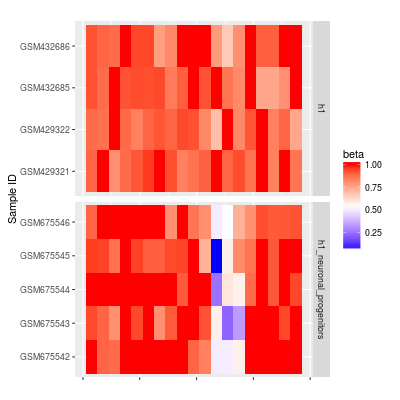 GSM432686
GSM432685
GSM429322
GSM429321
h1
GSM675546
GSM675545
GSM675544
GSM675543
GSM675542
h1_neuronal_progenitors
Sample ID
beta
1.00
0.75
0.50
0.25